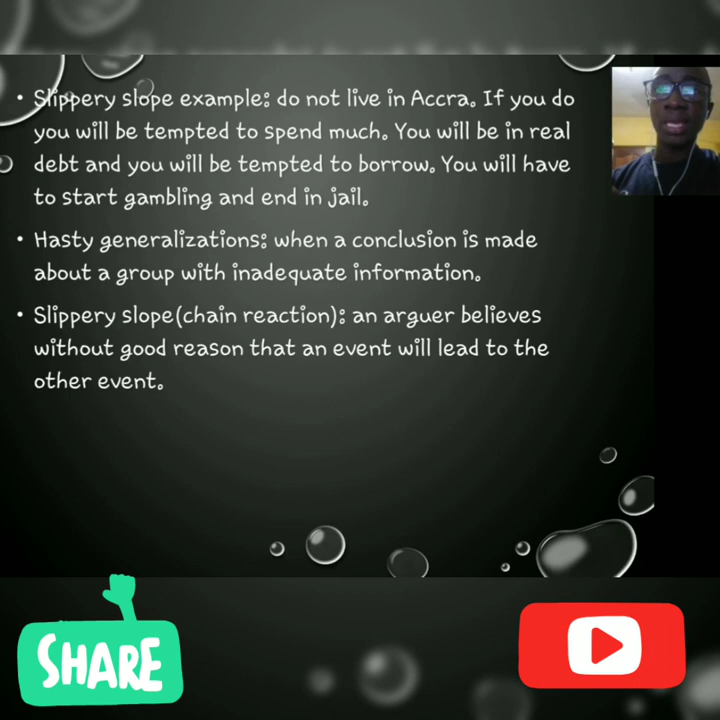 • Slippery slope example: do not live in Accra. If you do
you will be tempted to spend much. You will be in real
debt and you will be tempted to borrow. You will have
to start gambling and end in jail.
• Hasty generalizations: when a conclusion is made
about a group with inadequate information.
• Slippery slope(chain reaction): an arguer believes
without good reason that an event will lead to the
other event.
SHARE